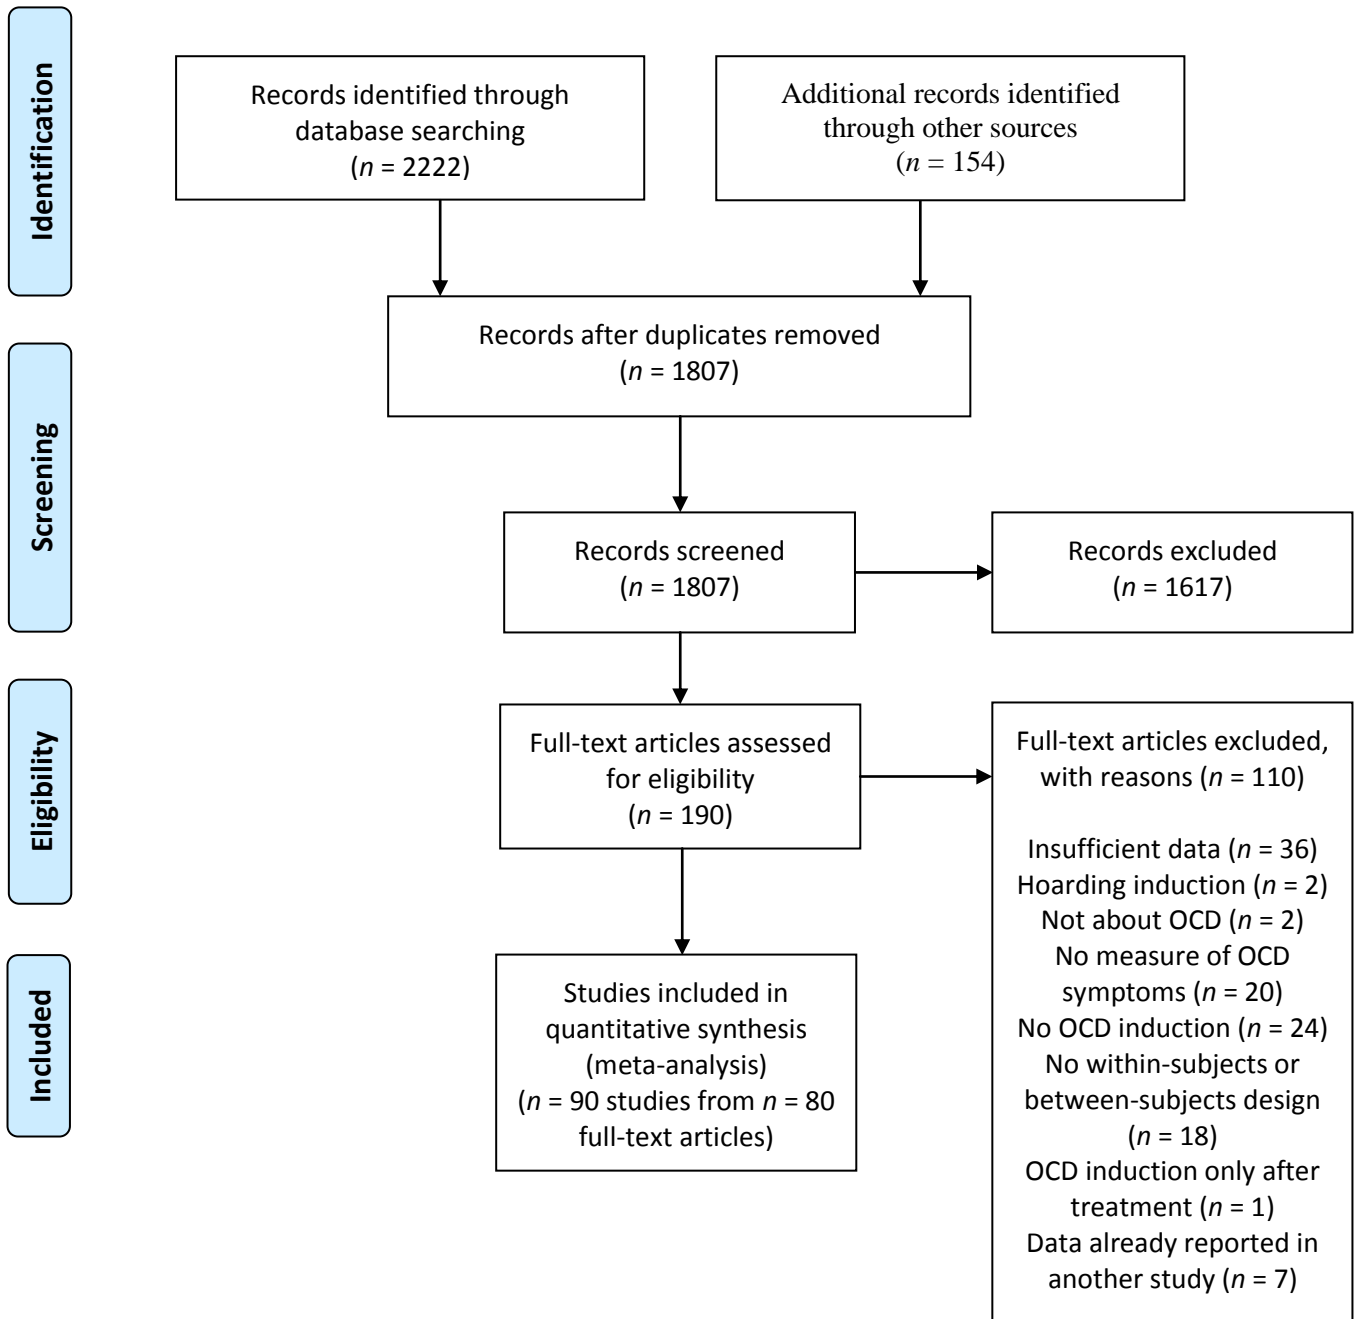 Identification
Records identified through
database searching
(n = 2222)
Additional records identified
through other sources
(n = 154)
Records after duplicates removed
(n = 1807)
Screening
Records screened
(n = 1807)
Records excluded
(n = 1617)
Eligibility
Full-text articles assessed
for eligibility
(n = 190)
Full-text articles excluded,
with reasons (n = 110)
Insufficient data (n = 36)
Hoarding induction (n = 2)
Not about OCD (n = 2)
No measure of OCD
symptoms (n = 20)
No OCD induction (n = 24)
No within-subjects or
between-subjects design
(n = 18)
OCD induction only after
treatment (n = 1)
Data already reported in
another study (n = 7)
Included
Studies included in
quantitative synthesis
(meta-analysis)
(n = 90 studies from n = 80
full-text articles)